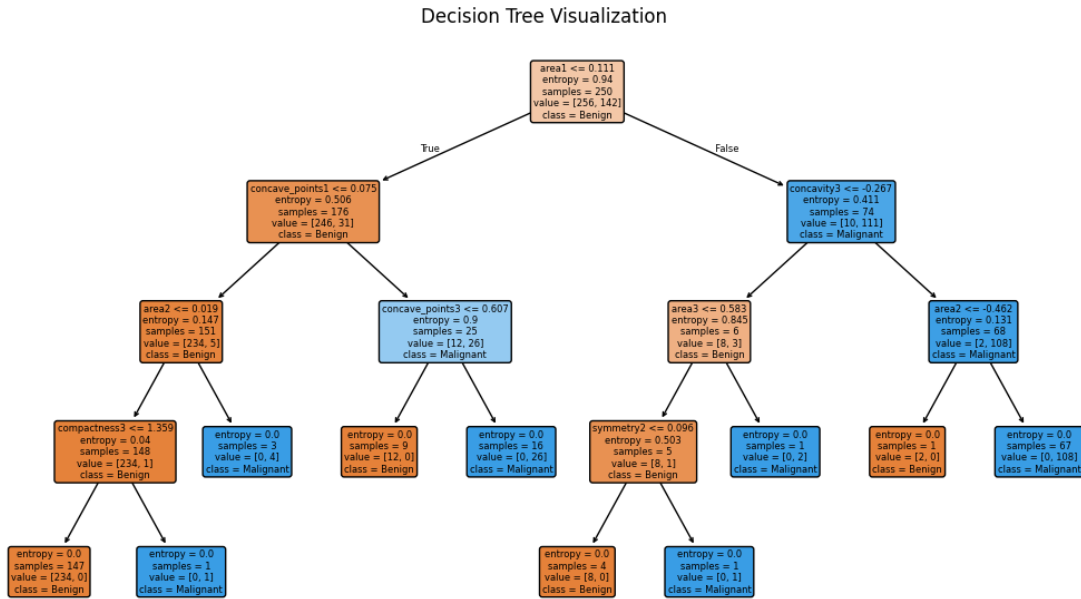 Decision Tree Visualization
area1 <= 0.111
entropy = 0.94
samples = 250
value = [256, 142]
class = Benign
True
False
concave_points1 <= 0.075
entropy = 0.506
samples = 176
value = [246, 31]
class = Benign
concavity3 <= -0.267
entropy = 0.411
samples = 74
value = [10, 111]
class = Malignant
area2 <= 0.019
entropy = 0.147
samples = 151
value = [234, 5]
class = Benign
concave_points3 <= 0.607
entropy = 0.9
samples = 25
value = [12, 26]
class = Malignant
area3 <= 0.583
entropy = 0.845
samples = 6
value = [8, 3]
class = Benign
area2 <= -0.462
entropy = 0.131
samples = 68
value = [2, 108]
class = Malignant
compactness3 <= 1.359
entropy = 0.04
samples = 148
value = [234, 1]
class = Benign
entropy = 0.0
samples = 3
value = [0, 4]
class = Malignant
entropy = 0.0
samples = 9
value = [12, 0]
class = Benign
entropy = 0.0
samples = 16
value = [0, 26]
class = Malignant
symmetry2 <= 0.096
entropy = 0.503
samples = 5
value = [8, 1]
class = Benign
entropy = 0.0
samples = 1
value = [0, 2]
class = Malignant
entropy = 0.0
samples = 1
value = [2, 0]
class = Benign
entropy = 0.0
samples = 67
value = [0, 108]
class = Malignant
entropy = 0.0
samples = 147
value = [234, 0]
class = Benign
entropy = 0.0
samples = 1
value = [0, 1]
class = Malignant
entropy = 0.0
samples = 4
value = [8, 0]
class = Benign
entropy = 0.0
samples = 1
value = [0, 1]
class = Malignant